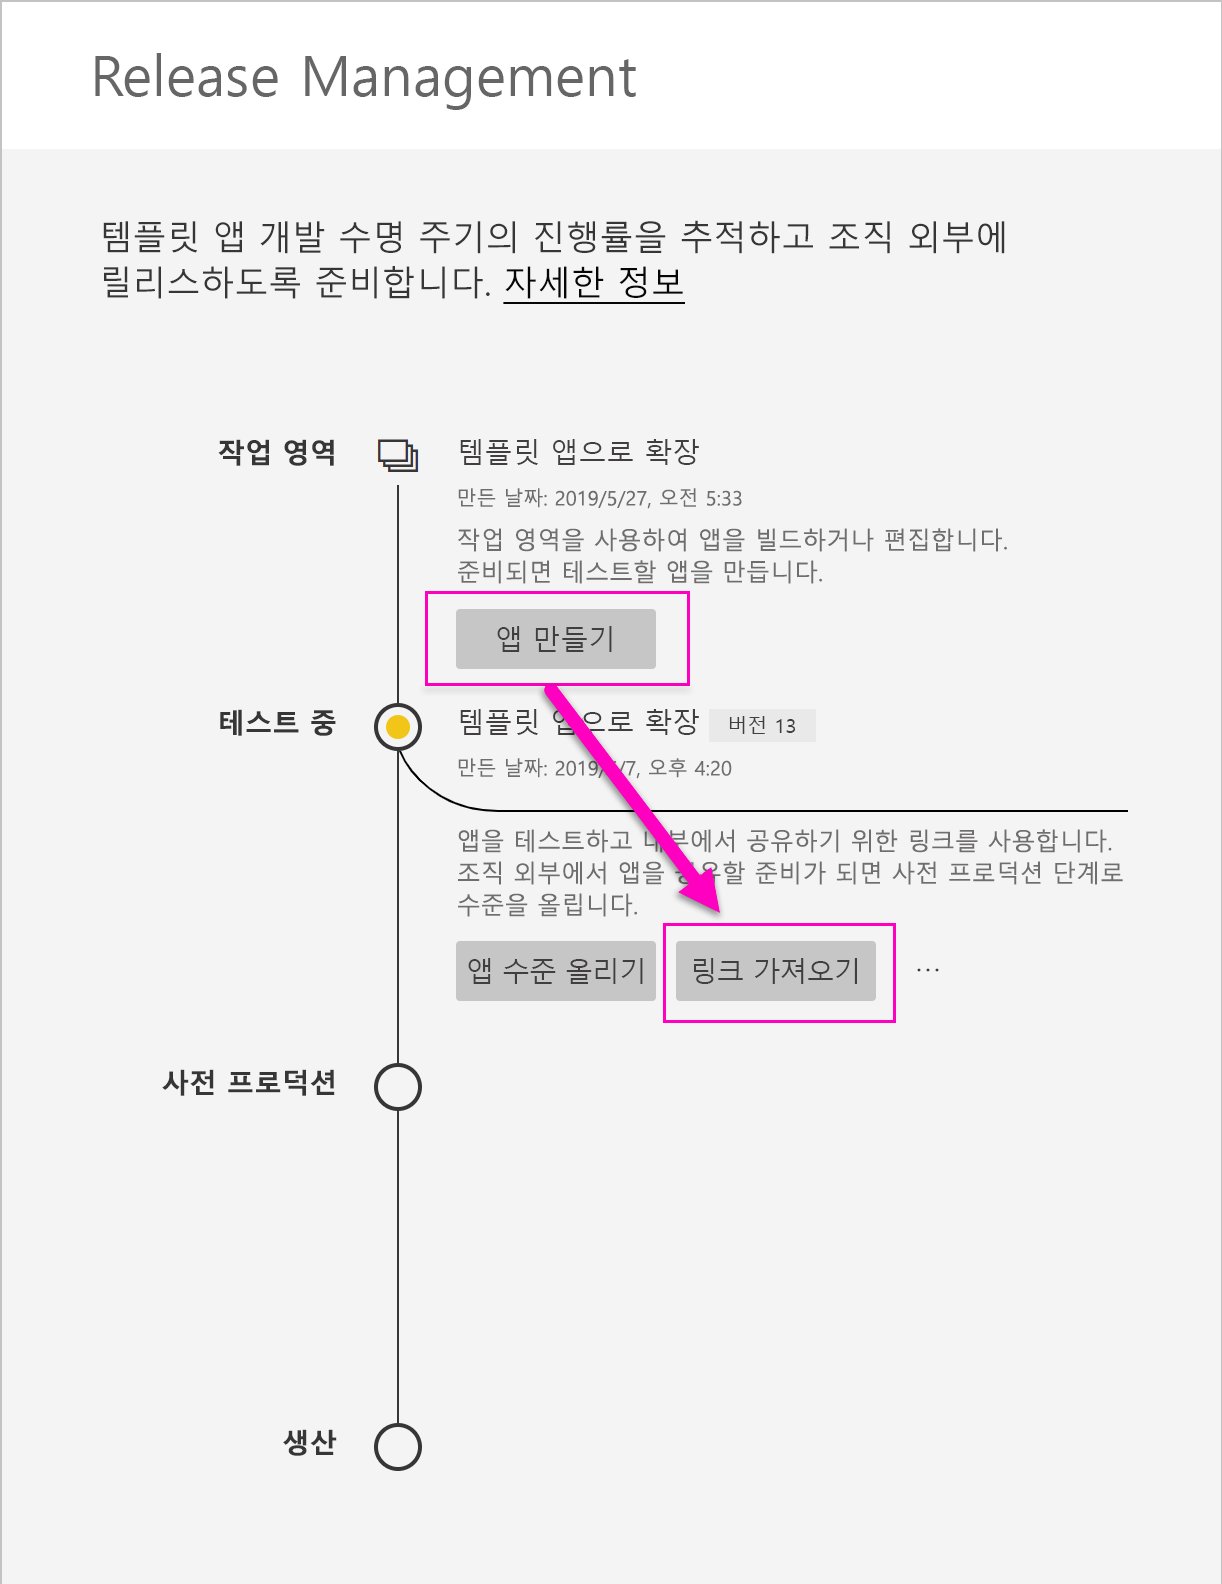 Release Management
템플릿 앱 개발 수명 주기의 진행률을 추적하고 조직 외부에
릴리스하도록 준비합니다. 자세한 정보
작업 영역
템플릿 앱으로 확장
만든 날짜: 2019/5/27, 오전 5:33
작업 영역을 사용하여 앱을 빌드하거나 편집합니다.
준비되면 테스트할 앱을 만듭니다.
앱 만들기
테스트 중
템플릿 앱으로 확장 버전 13
만든 날짜: 오후 4:20
앱을 테스트하고 내부에서 공유하기 위한 링크를 사용합니다.
조직 외부에서 앱을 공유할 준비가 되면 사전 프로덕션 단계로
수준을 올립니다.
앱 수준 올리기
링크 가져오기
...
사전 프로덕션
생산